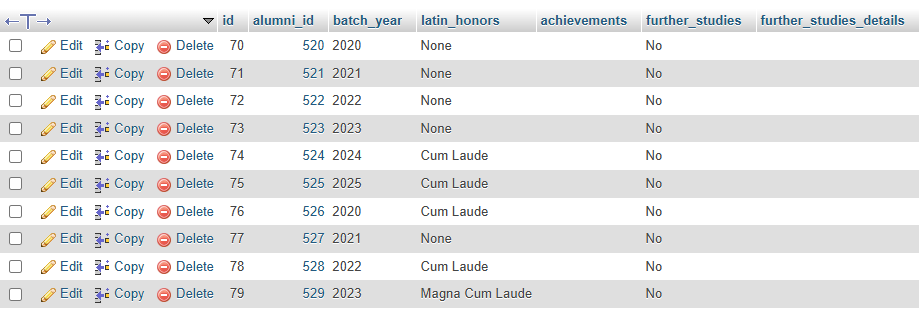 id alumni_id batch_year latin_honors achievements further_studies further_studies_details
Edit Copy Delete 70 520 2020 None No
Edit Copy Delete 71 521 2021 None No
Edit Copy Delete 72 522 2022 None No
Edit Copy Delete 73 523 2023 None No
Edit Copy Delete 74 524 2024 Cum Laude No
Edit Copy Delete 75 525 2025 Cum Laude No
Edit Copy Delete 76 526 2020 Cum Laude No
Edit Copy Delete 77 527 2021 None No
Edit Copy Delete 78 528 2022 Cum Laude No
Edit Copy Delete 79 529 2023 Magna Cum Laude No